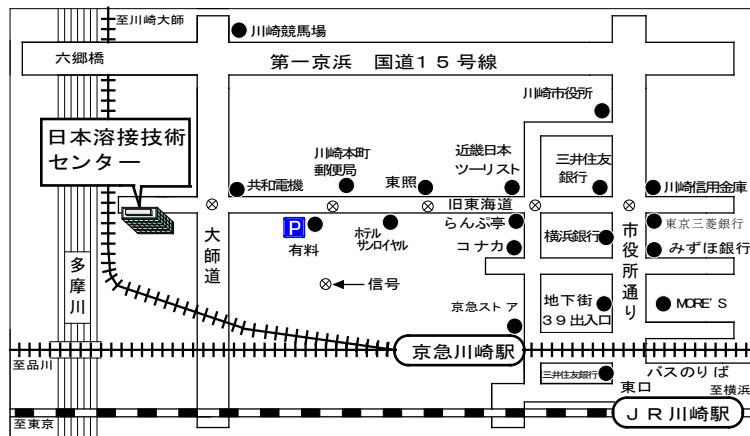 至川崎大師
川崎競馬場
六郷橋
第一京浜 国道15号線
川崎市役所
日本溶接技術
センター
川崎本町
郵便局
共和電機
東照
近畿日本
ツーリスト
三井住友
銀行
川崎信用金庫
旧東海道
P
有料
ホテル
サンロイヤル
らんぷ亭
コナカ
横浜銀行
東京三菱銀行
みずほ銀行
大師道
市役所通り
多摩川
信号
京急ストア
地下街
39出入口
MORE'S
京急川崎駅
至品川
三井住友銀行
バスのりば
東口
至横浜
至東京
JR川崎駅